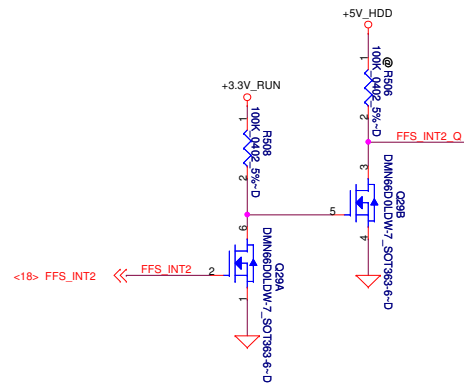 +5V_HDD
1
@ R506
100K_0402_5%~D
2
FFS_INT2_Q
+3.3V_RUN
1
R508
100K_0402_5%~D
2
3
Q29B
DMN66D0LDW-7_SOT363-6~D
5
4
6
Q29A
DMN66D0LDW-7_SOT363-6~D
<18> FFS_INT2
FFS_INT2
2
1